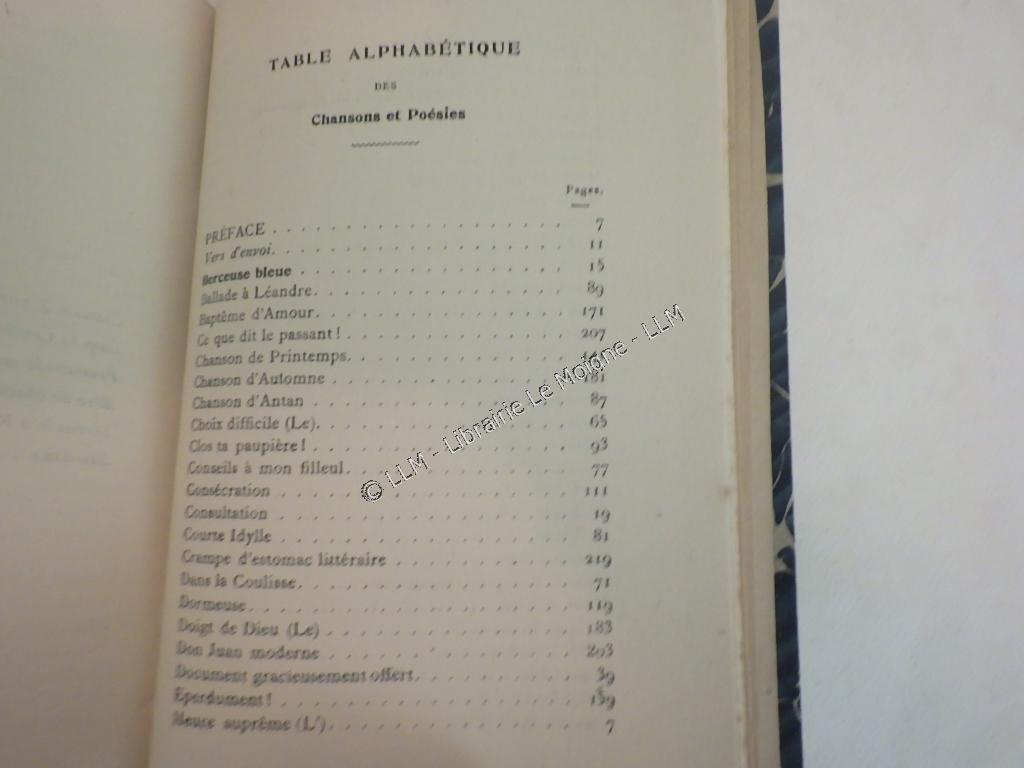 TABLE ALPHABÉTIQUE
DES
Chansons et Poésies
Pages.
PRÉFACE . . . . . . . . . . . . . . . . 7
Vers d'envoi. . . . . . . . . . . . . . . . 11
Berceuse bleue . . . . . . . . . . . . . . . . 15
Ballade à Léandre. . . . . . . . . . . . . . . 89
Baptême d'Amour. . . . . . . . . . . . . . . 171
Ce que dit le passant ! . . . . . . . . . . . . . 207
Chanson de Printemps. . . . . . . . . . . . .
Chanson d'Automne . . . . . . . . . . . . . 181
Chanson d'Antan . . . . . . . . . . . . . . . 87
Choix difficile (Le). . . . . . . . . . . . . . . 65
Clos ta paupière ! . . . . . . . . . . . . . . . 93
Conseils à mon filleul. . . . . . . . . . . . . 77
Consécration . . . . . . . . . . . . . . . . . 111
Consultation . . . . . . . . . . . . . . . . . 19
Courte Idylle . . . . . . . . . . . . . . . . . 81
Crampe d'estomac littéraire . . . . . . . . . . 219
Dans la Coulisse. . . . . . . . . . . . . . . . 71
Dormeuse. . . . . . . . . . . . . . . . . . . 119
Doigt de Dieu (Le) . . . . . . . . . . . . . . 183
Don Juan moderne . . . . . . . . . . . . . . 203
Document gracieusement offert. . . . . . . . . 39
Eperdument ! . . . . . . . . . . . . . . . . . 159
Heure suprême (L'). . . . . . . . . . . . . . . 7
© LLM - Librairie Le Moigne - LLM